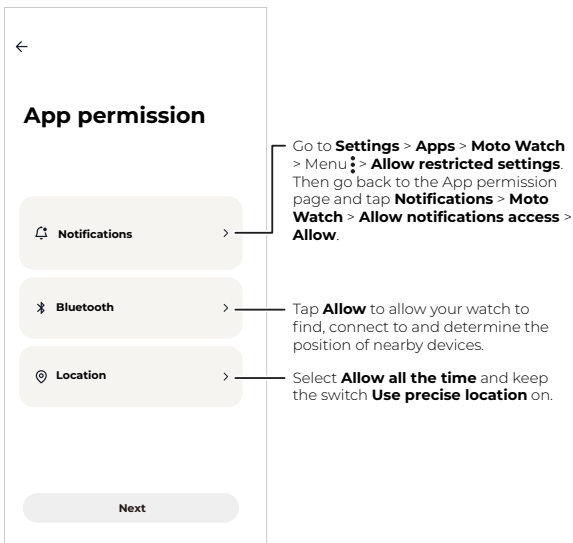 App permission
Go to Settings > Apps > Moto Watch
> Menu > Allow restricted settings.
Then go back to the App permission
page and tap Notifications > Moto
Watch > Allow notifications access >
Allow.
Notifications
Bluetooth
Tap Allow to allow your watch to
find, connect to and determine the
position of nearby devices.
Location
Select Allow all the time and keep
the switch Use precise location on.
Next